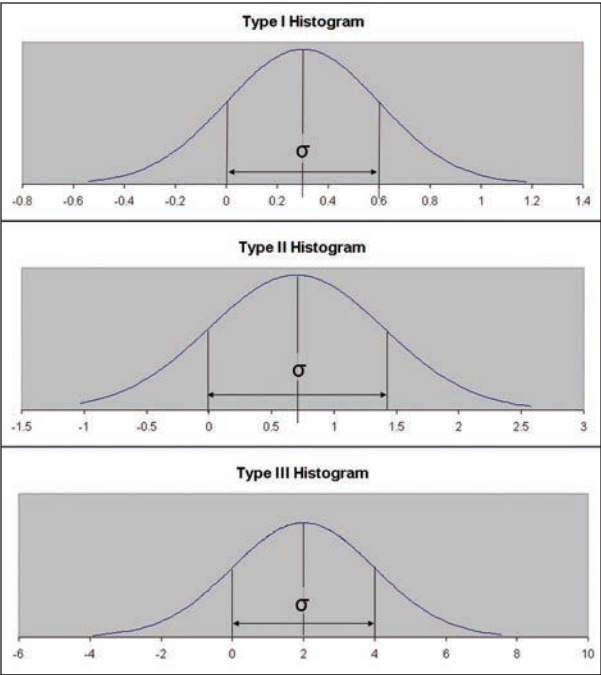 Type I Histogram
σ
-0.8 -0.6 -0.4 -0.2 0 0.2 0.4 0.6 0.8 1 1.2 1.4
Type II Histogram
σ
-1.5 -1 -0.5 0 0.5 1 1.5 2 2.5 3
Type III Histogram
σ
-6 -4 -2 0 2 4 6 8 10